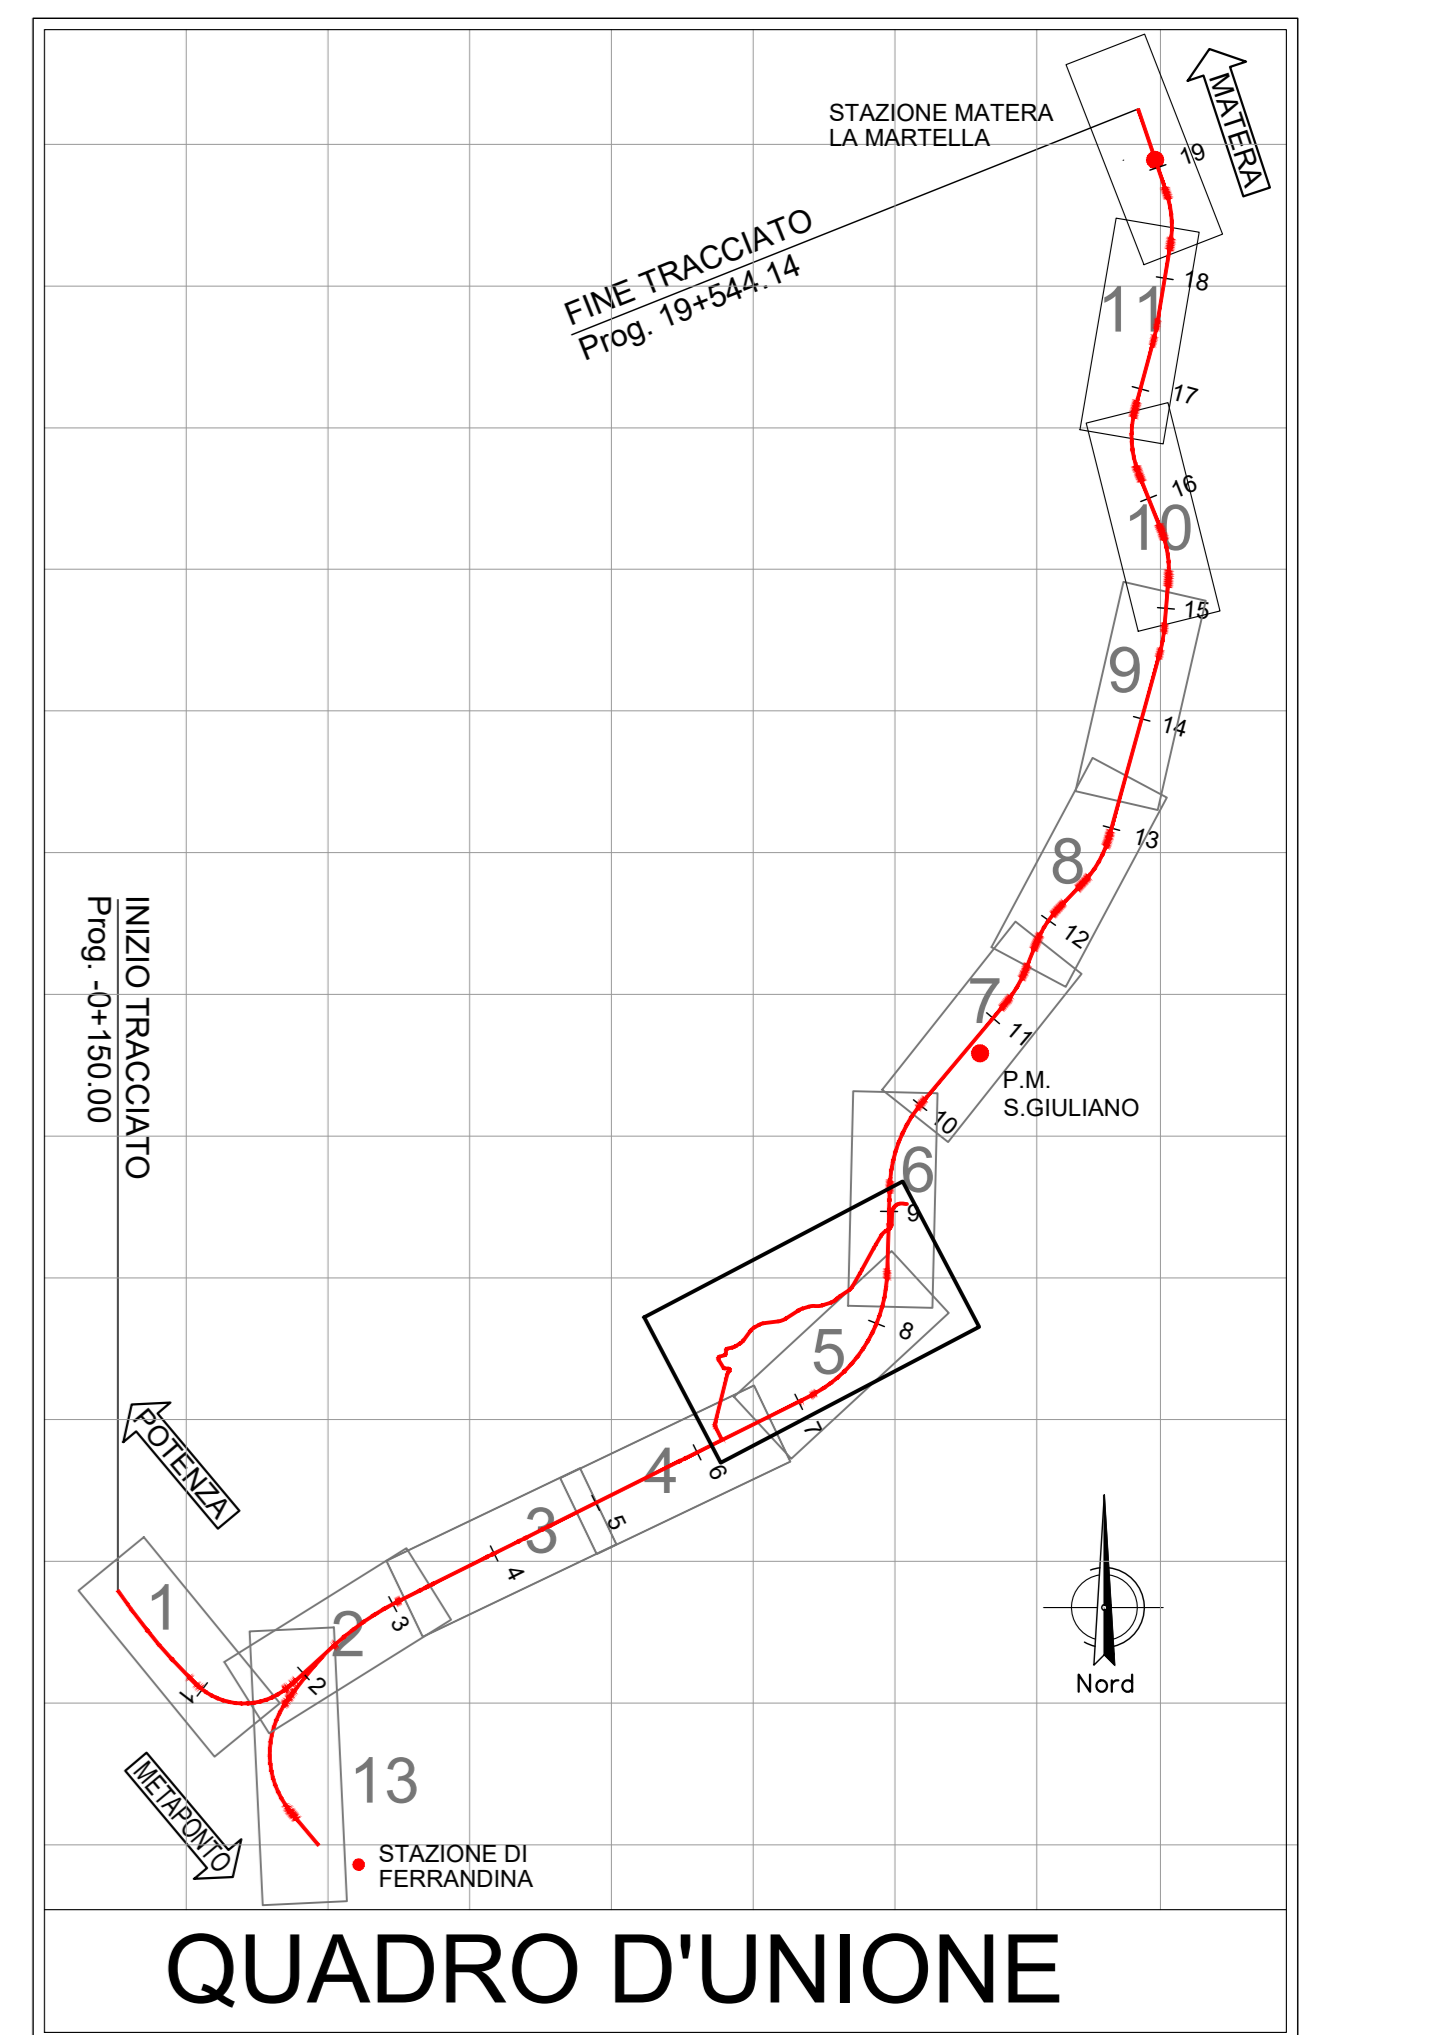 STAZIONE MATERA
LA MARTELLA
MATERA
19
FINE TRACCIATO
Prog. 19+544.14
18
11
17
16
10
15
9
14
13
8
12
INIZIO TRACCIATO
Prog. -0+150.00
7
11
P.M.
S.GIULIANO
10
6
9
8
5
7
POTENZA
4
6
3
5
4
1
2
3
1
2
Nord
METAPONTO
13
STAZIONE DI
FERRANDINA
QUADRO D'UNIONE